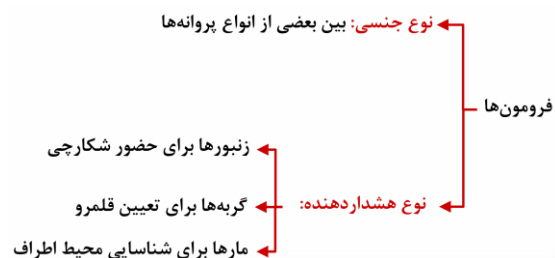 نوع جنسی: بین بعضی از انواع پروانه‌ها
فرومون‌ها
زنبورها برای حضور شکارچی
نوع هشداردهنده:
گربه‌ها برای تعیین قلمرو
مارها برای شناسایی محیط اطراف